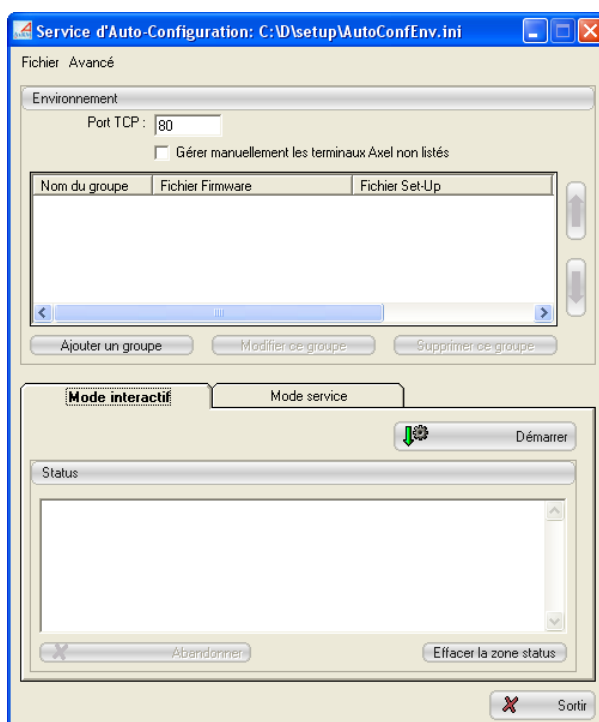 Service d'Auto-Configuration: C:\D\setup\AutoConfEnv.ini
Fichier Avancé
Environnement
Port TCP : 80
Gérer manuellement les terminaux Axel non listés
Nom du groupe Fichier Firmware Fichier Set-Up
Ajouter un groupe Modifier ce groupe Supprimer ce groupe
Mode interactif Mode service
Démarrer
Status
Abandonner Effacer la zone status
Sortir